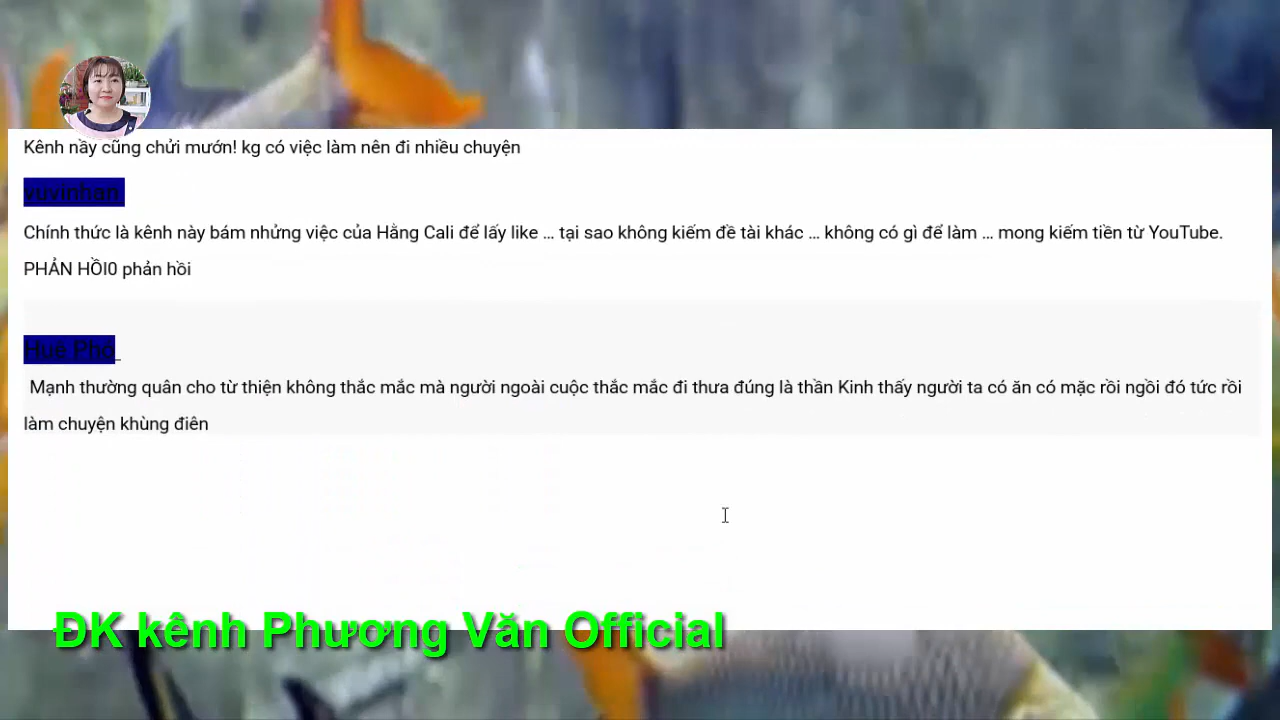 Kênh nầy cũng chửi mướn! kg có việc làm nên đi nhiều chuyện
vuvinhan
Chính thức là kênh này bám nhửng việc của Hằng Cali để lấy like ... tại sao không kiếm đề tài khác ... không có gì để làm ... mong kiếm tiền từ YouTube.
PHẢN HỒI0 phản hồi
Huế Phố
Mạnh thường quân cho từ thiện không thắc mắc mà người ngoài cuộc thắc mắc đi thưa đúng là thần Kinh thấy người ta có ăn có mặc rồi ngồi đó tức rồi
làm chuyện khùng điên
ĐK kênh Phương Văn Official